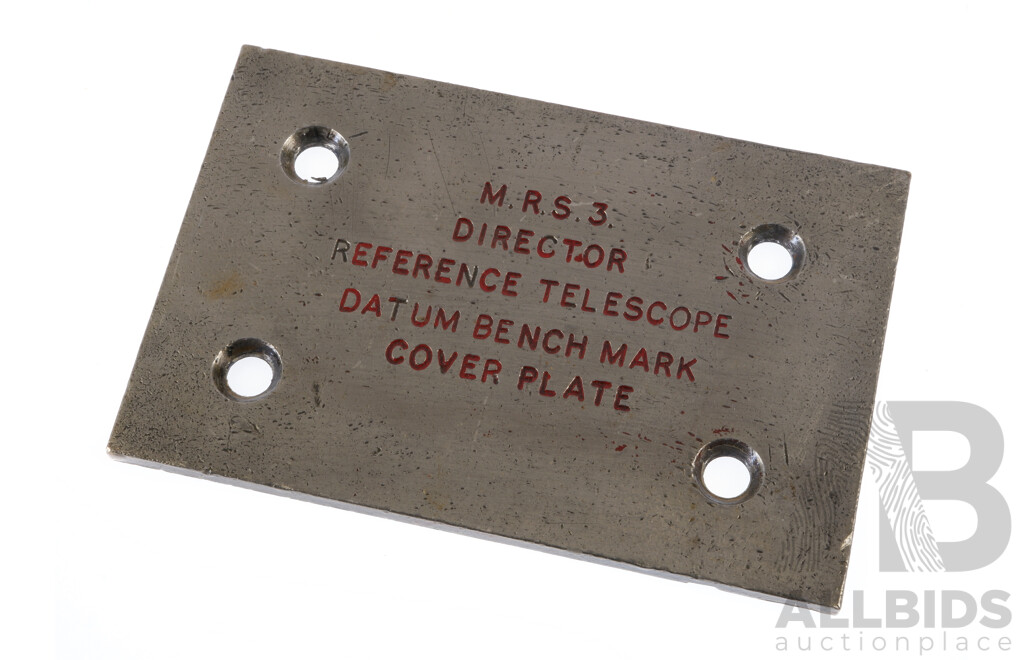 M.R.S. 3.
DIRECTOR
REFERENCE TELESCOPE
DATUM BENCH MARK
COVER PLATE
B
ALLBIDS
auctionplace